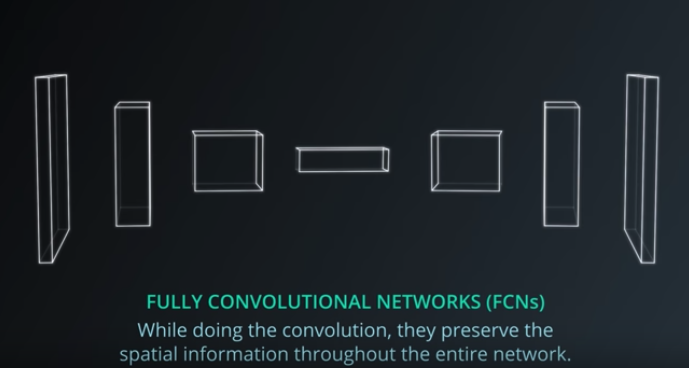 FULLY CONVOLUTIONAL NETWORKS (FCNs)
While doing the convolution, they preserve the
spatial information throughout the entire network.